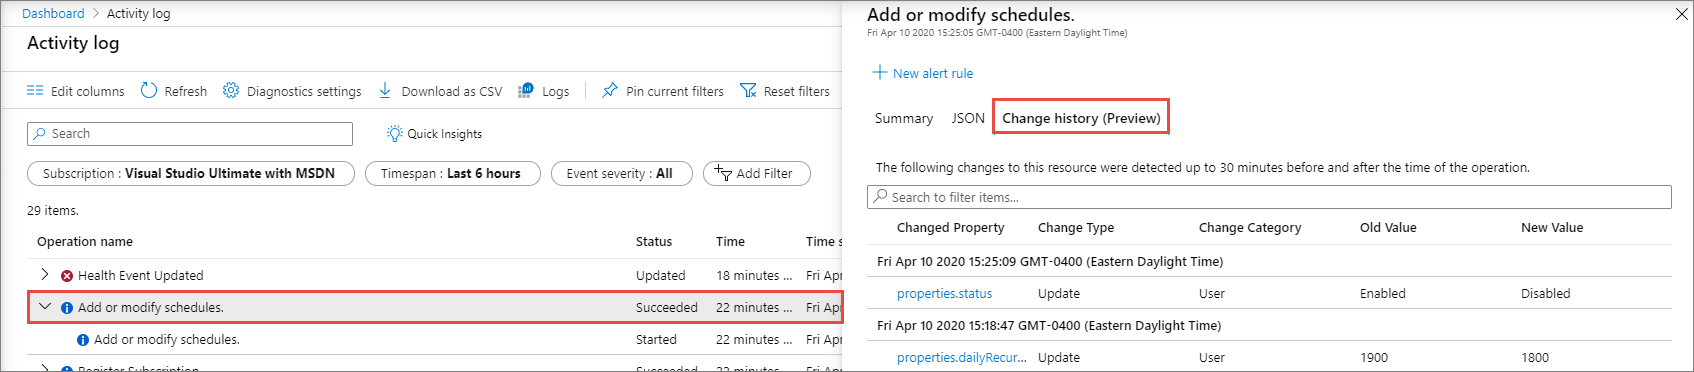 Dashboard > Activity log
Activity log
Edit columns Refresh Diagnostics settings Download as CSV Logs Pin current filters Reset filters
Search Quick Insights
Subscription : Visual Studio Ultimate with MSDN Timespan : Last 6 hours Event severity : All Add Filter
29 items.
Operation name Status Time Time s
Health Event Updated Updated 18 minutes ... Fri Apr
Add or modify schedules. Succeeded 22 minutes ... Fri Apr
Add or modify schedules. Started 22 minutes ... Fri Apr
Register Subscription
Add or modify schedules.
Fri Apr 10 2020 15:25:05 GMT-0400 (Eastern Daylight Time)
New alert rule
Summary JSON Change history (Preview)
The following changes to this resource were detected up to 30 minutes before and after the time of the operation.
Search to filter items...
Changed Property Change Type Change Category Old Value New Value
Fri Apr 10 2020 15:25:09 GMT-0400 (Eastern Daylight Time)
properties.status Update User Enabled Disabled
Fri Apr 10 2020 15:18:47 GMT-0400 (Eastern Daylight Time)
properties.dailyRecur... Update User 1900 1800